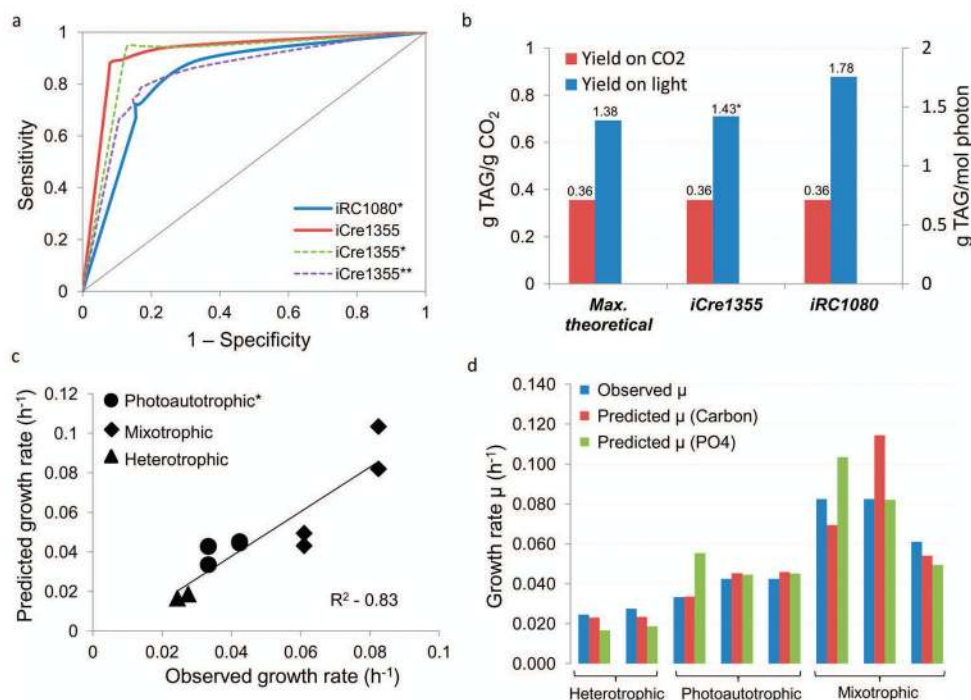 a
1
0.8
0.6
0.4
0.2
0
Sensitivity
0
0.2
0.4
0.6
0.8
1
1 – Specificity
iRC1080*
iCre1355
iCre1355*
iCre1355**
b
1
0.8
0.6
0.4
0.2
0
g TAG/g CO2
Yield on CO2
Yield on light
0.36
1.38
0.36
1.43*
0.36
1.78
2
1.5
1
0.5
0
g TAG/mol photon
Max. theoretical
iCre1355
iRC1080
c
0.12
0.1
0.08
0.06
0.04
0.02
0
Predicted growth rate (h-1)
Photoautotrophic*
Mixotrophic
Heterotrophic
R2 - 0.83
0
0.02
0.04
0.06
0.08
0.1
Observed growth rate (h-1)
d
0.140
0.120
0.100
0.080
0.060
0.040
0.020
0.000
Growth rate μ (h-1)
Observed μ
Predicted μ (Carbon)
Predicted μ (PO4)
Heterotrophic
Photoautotrophic
Mixotrophic